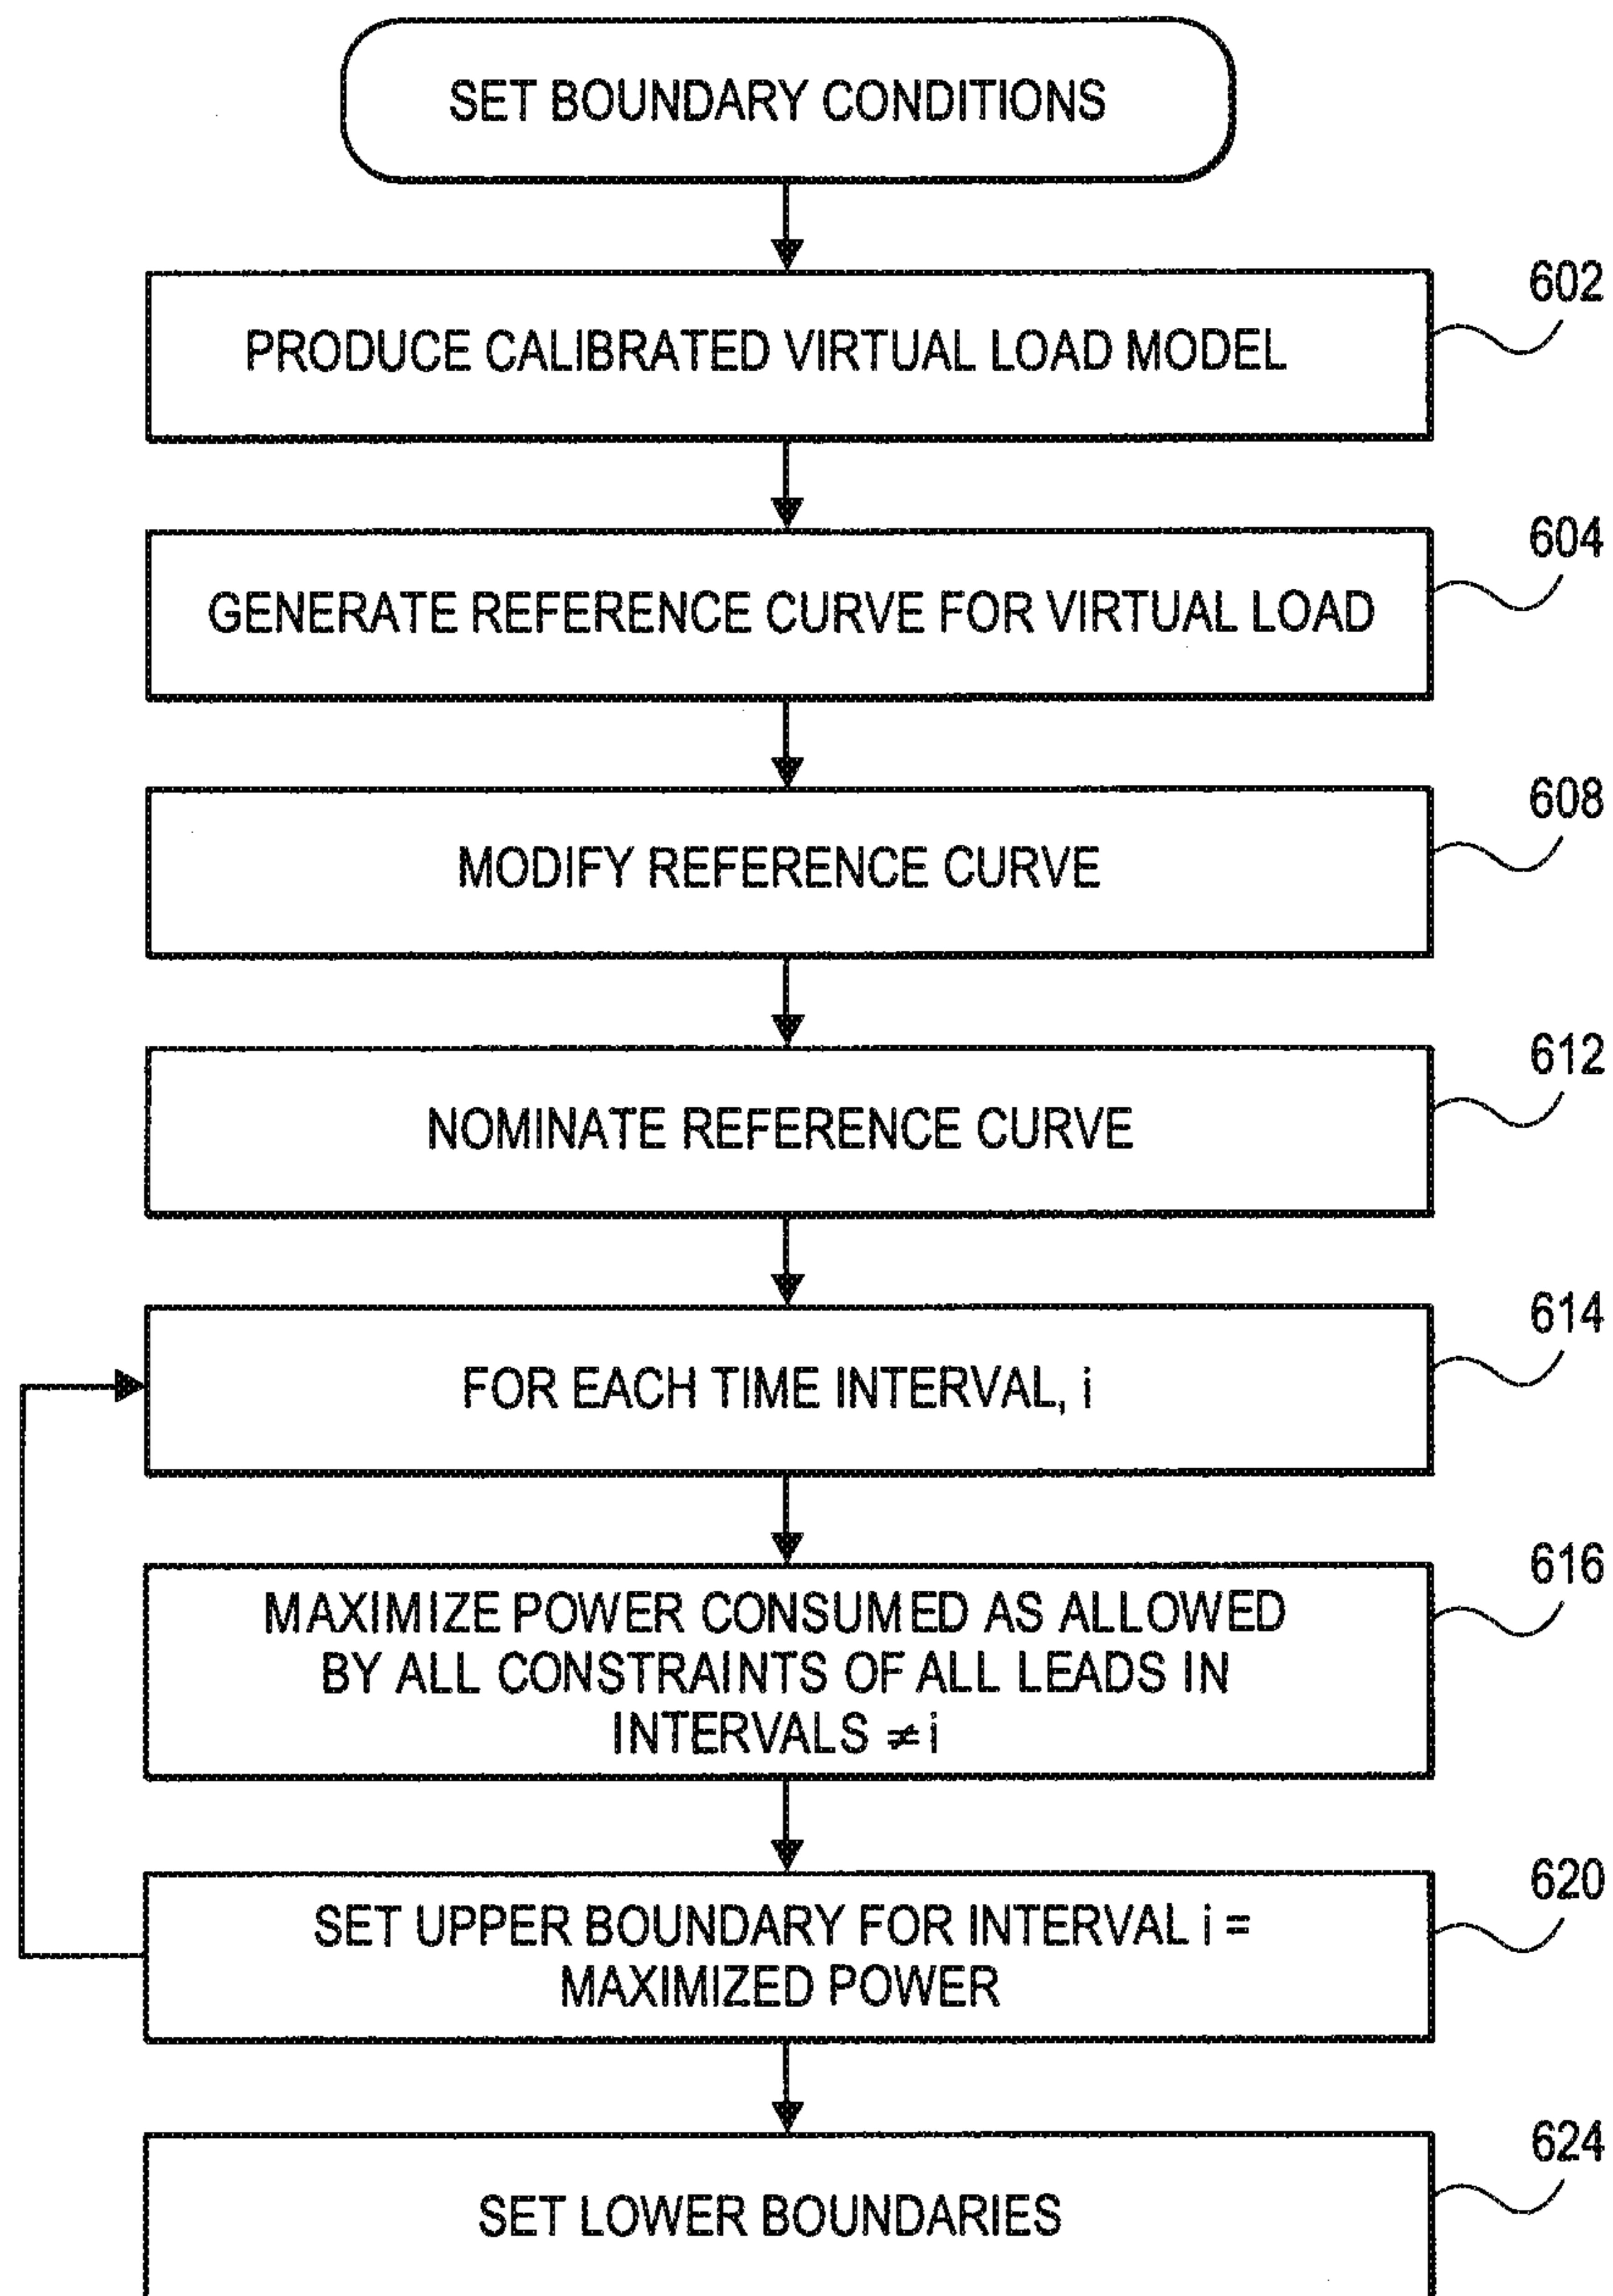 SET BOUNDARY CONDITIONS
602
PRODUCE CALIBRATED VIRTUAL LOAD MODEL
604
GENERATE REFERENCE CURVE FOR VIRTUAL LOAD
608
MODIFY REFERENCE CURVE
612
NOMINATE REFERENCE CURVE
614
FOR EACH TIME INTERVAL, i
616
MAXIMIZE POWER CONSUMED AS ALLOWED
BY ALL CONSTRAINTS OF ALL LEADS IN
INTERVALS ≠ i
620
SET UPPER BOUNDARY FOR INTERVAL i =
MAXIMIZED POWER
624
SET LOWER BOUNDARIES